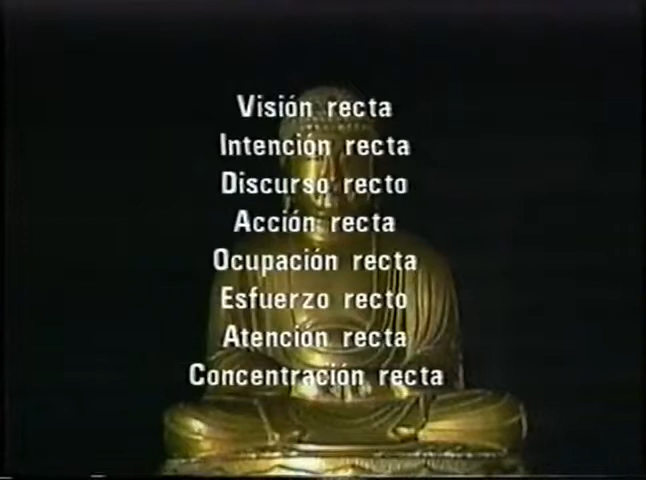 Visión recta
Intención recta
Discurso recto
Acción recta
Ocupación recta
Esfuerzo recto
Atención recta
Concentración recta